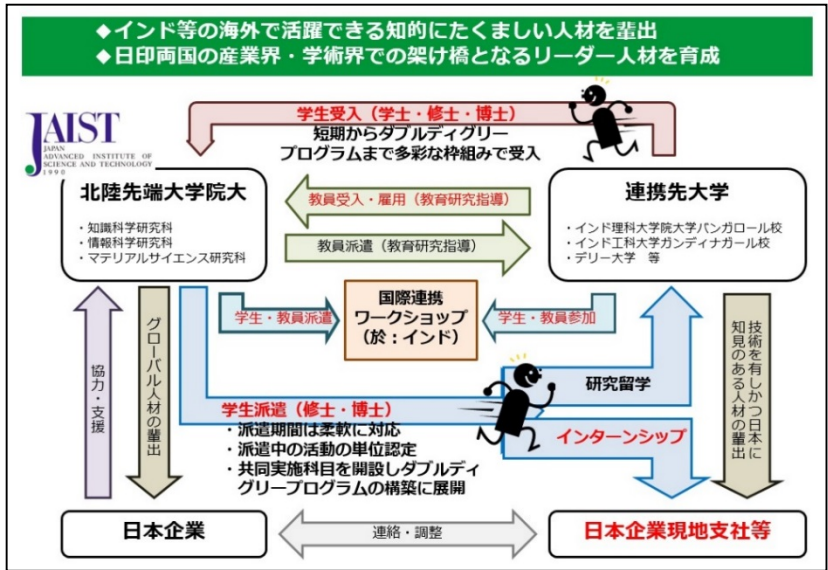 ◆インド等の海外で活躍できる知的にたくましい人材を輩出
◆日印両国の産業界・学術界での架け橋となるリーダー人材を育成
学生受入（学士・修士・博士）
短期からダブルディグリー
プログラムまで多彩な枠組みで受入
JAIST
JAPAN
ADVANCED INSTITUTE OF
SCIENCE AND TECHNOLOGY
1990
北陸先端大学院大
・知識科学研究科
・情報科学研究科
・マテリアルサイエンス研究科
教員受入・雇用（教育研究指導）
教員派遣（教育研究指導）
連携先大学
・インド理科大学院大学バンガロール校
・インド工科大学ガンディナガール校
・デリー大学　等
学生・教員派遣
国際連携
ワークショップ
（於：インド）
学生・教員参加
協力・支援
グローバル人材の輩出
学生派遣（修士・博士）
・派遣期間は柔軟に対応
・派遣中の活動の単位認定
・共同実施科目を開設しダブルディ
グリープログラムの構築に展開
研究留学
インターンシップ
技術を有しかつ日本に
知見のある人材の輩出
日本企業
連絡・調整
日本企業現地支社等